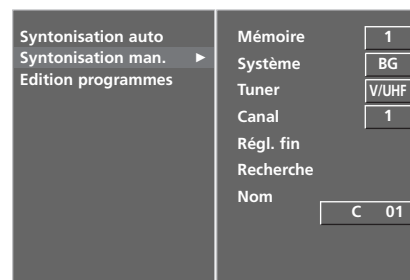 Syntonisation auto
Syntonisation man. ►
Edition programmes
Mémoire 1
Système BG
Tuner V/UHF
Canal 1
Régl. fin
Recherche
Nom
C 01